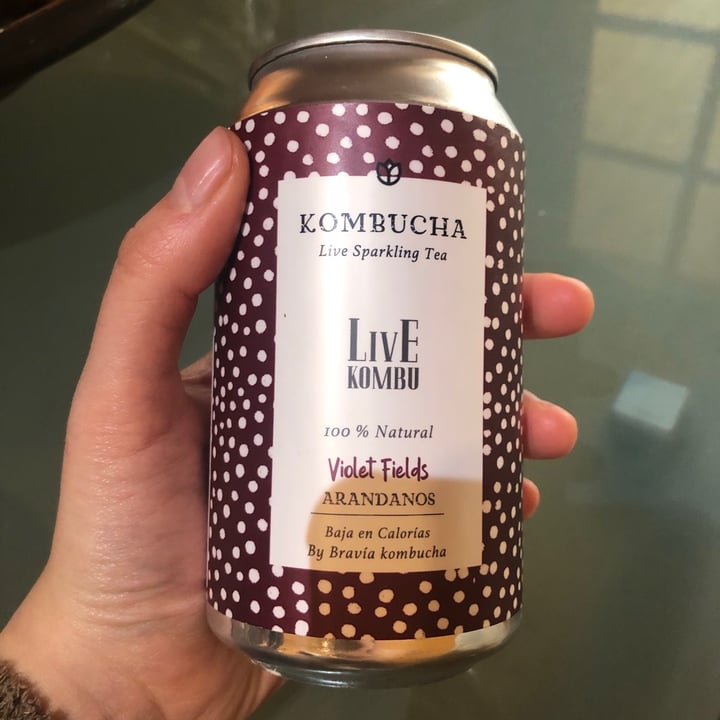 KOMBUCHA
Live Sparkling Tea
LivE
KOMBU
100 % Natural
Violet Fields
ARANDANOS
Baja en Calorías
By Bravía kombucha